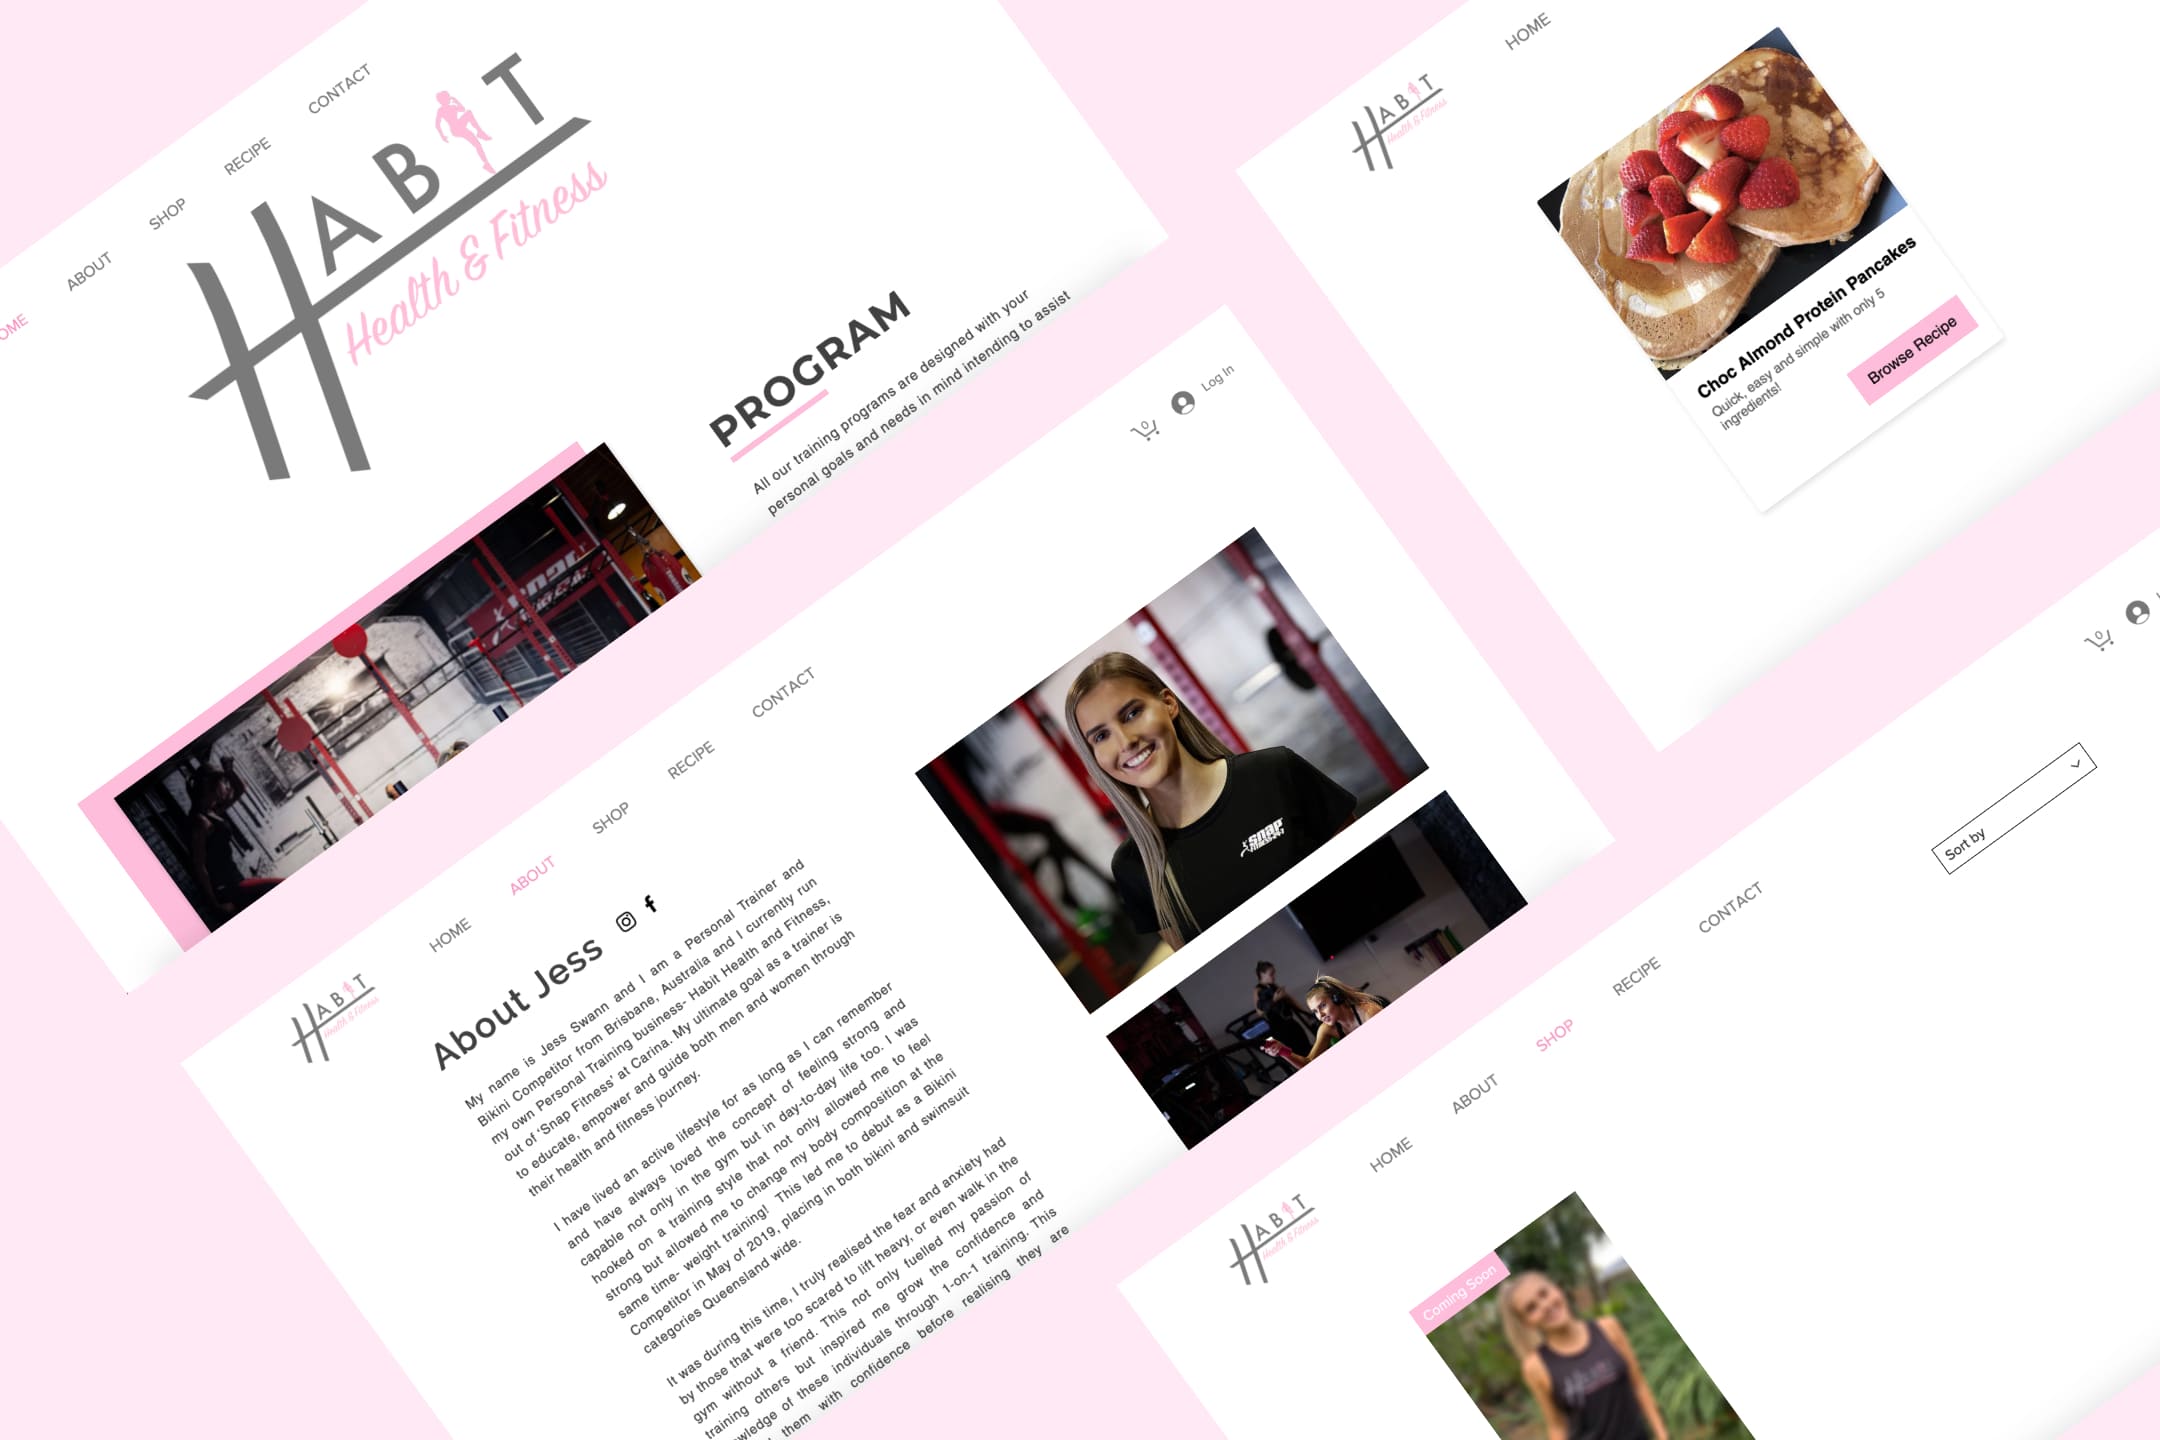 HOME
ABOUT
SHOP
RECIPE
CONTACT
HABIT
Health & Fitness
PROGRAM
All our training programs are designed with your
personal goals and needs in mind intending to assist
HABIT
Health & Fitness
HOME
Choc Almond Protein Pancakes
Quick, easy and simple with only 5
ingredients!
Browse Recipe
HABIT
Health & Fitness
HOME
ABOUT
SHOP
RECIPE
CONTACT
0
Log In
About Jess
My name is Jess Swann and I am a Personal Trainer and
Bikini Competitor from Brisbane, Australia and I currently run
my own Personal Training business- Habit Health and Fitness,
out of 'Snap Fitness' at Carina. My ultimate goal as a trainer is
to educate, empower and guide both men and women through
their health and fitness journey.
I have lived an active lifestyle for as long as I can remember
and have always loved the concept of feeling strong and
capable not only in the gym but in day-to-day life too. I was
hooked on a training style that not only allowed me to feel
strong but allowed me to change my body composition at the
same time- weight training! This led me to debut as a Bikini
Competitor in May of 2019, placing in both bikini and swimsuit
categories Queensland wide.
It was during this time, I truly realised the fear and anxiety had
by those that were too scared to lift heavy, or even walk in the
gym without a friend. This not only fuelled my passion of
training others but inspired me grow the confidence and
wledge of these individuals through 1-on-1 training. This
them with confidence before realising they are
snap
FITNESS 24/7
HABIT
Health & Fitness
HOME
ABOUT
SHOP
RECIPE
CONTACT
0
Sort by
Coming Soon